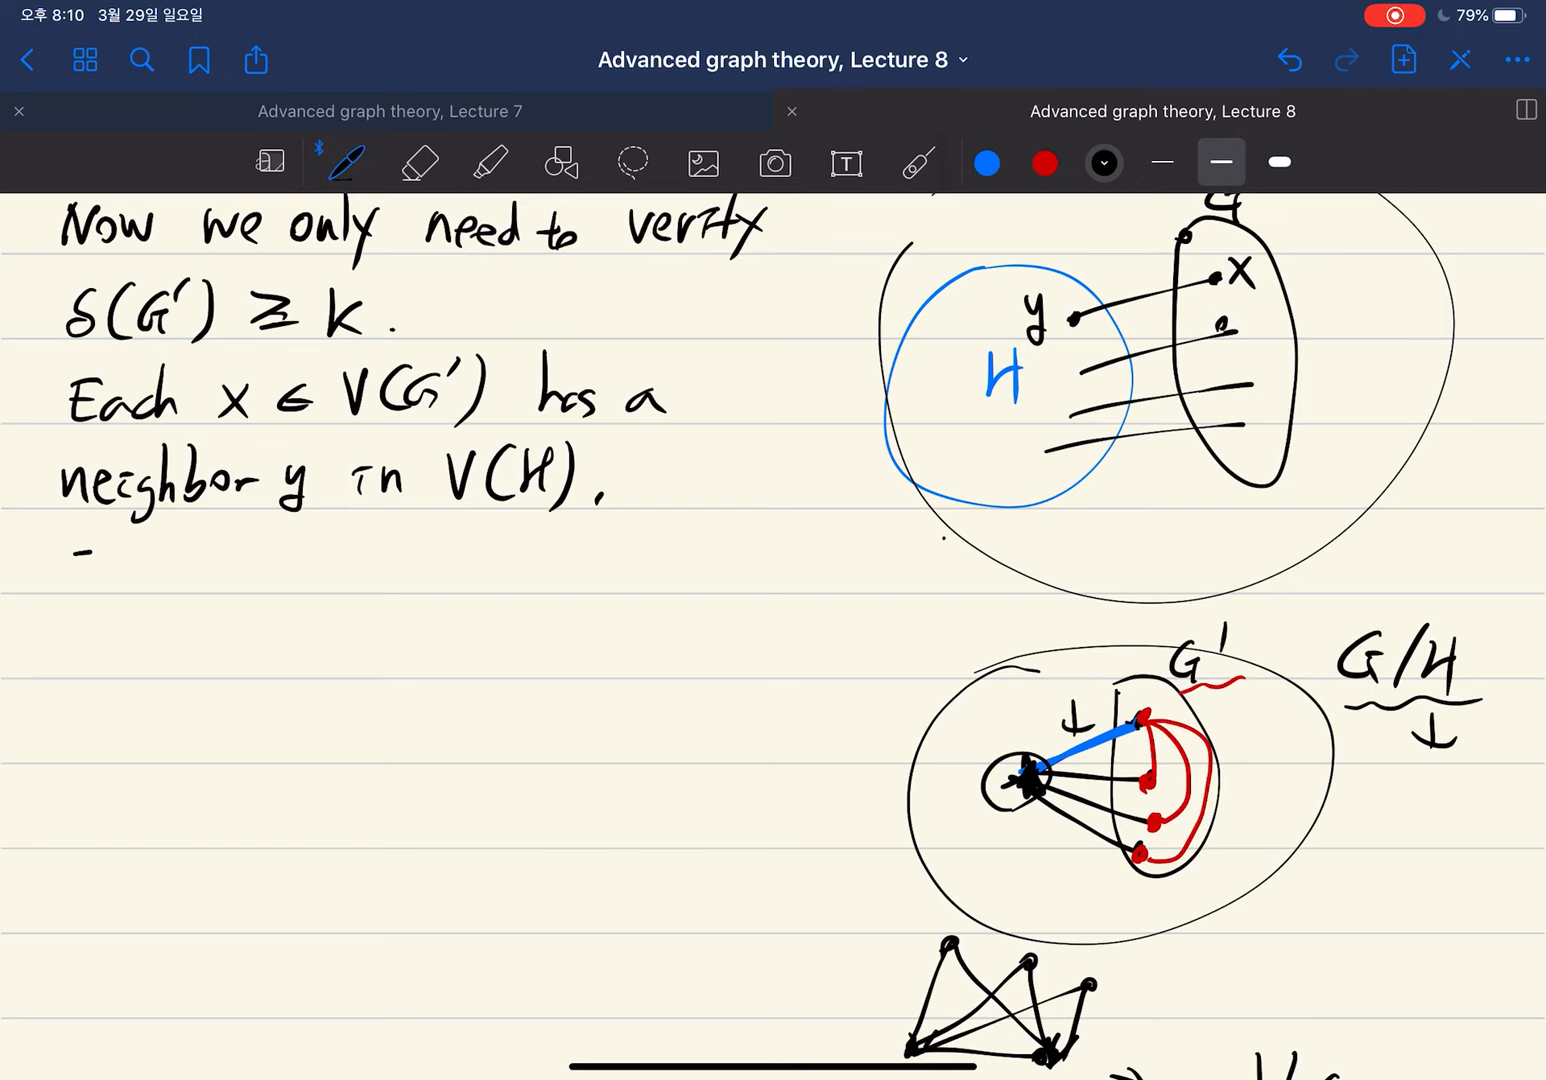 오후 8:10 3월 29일 일요일
79%
Advanced graph theory, Lecture 8
Advanced graph theory, Lecture 7
Advanced graph theory, Lecture 8
T
Now we only need to verify
δ(G') ≥ k.
Each x ∈ V(G') has a
neighbor y in V(H).
x
y
H
G'
G/H